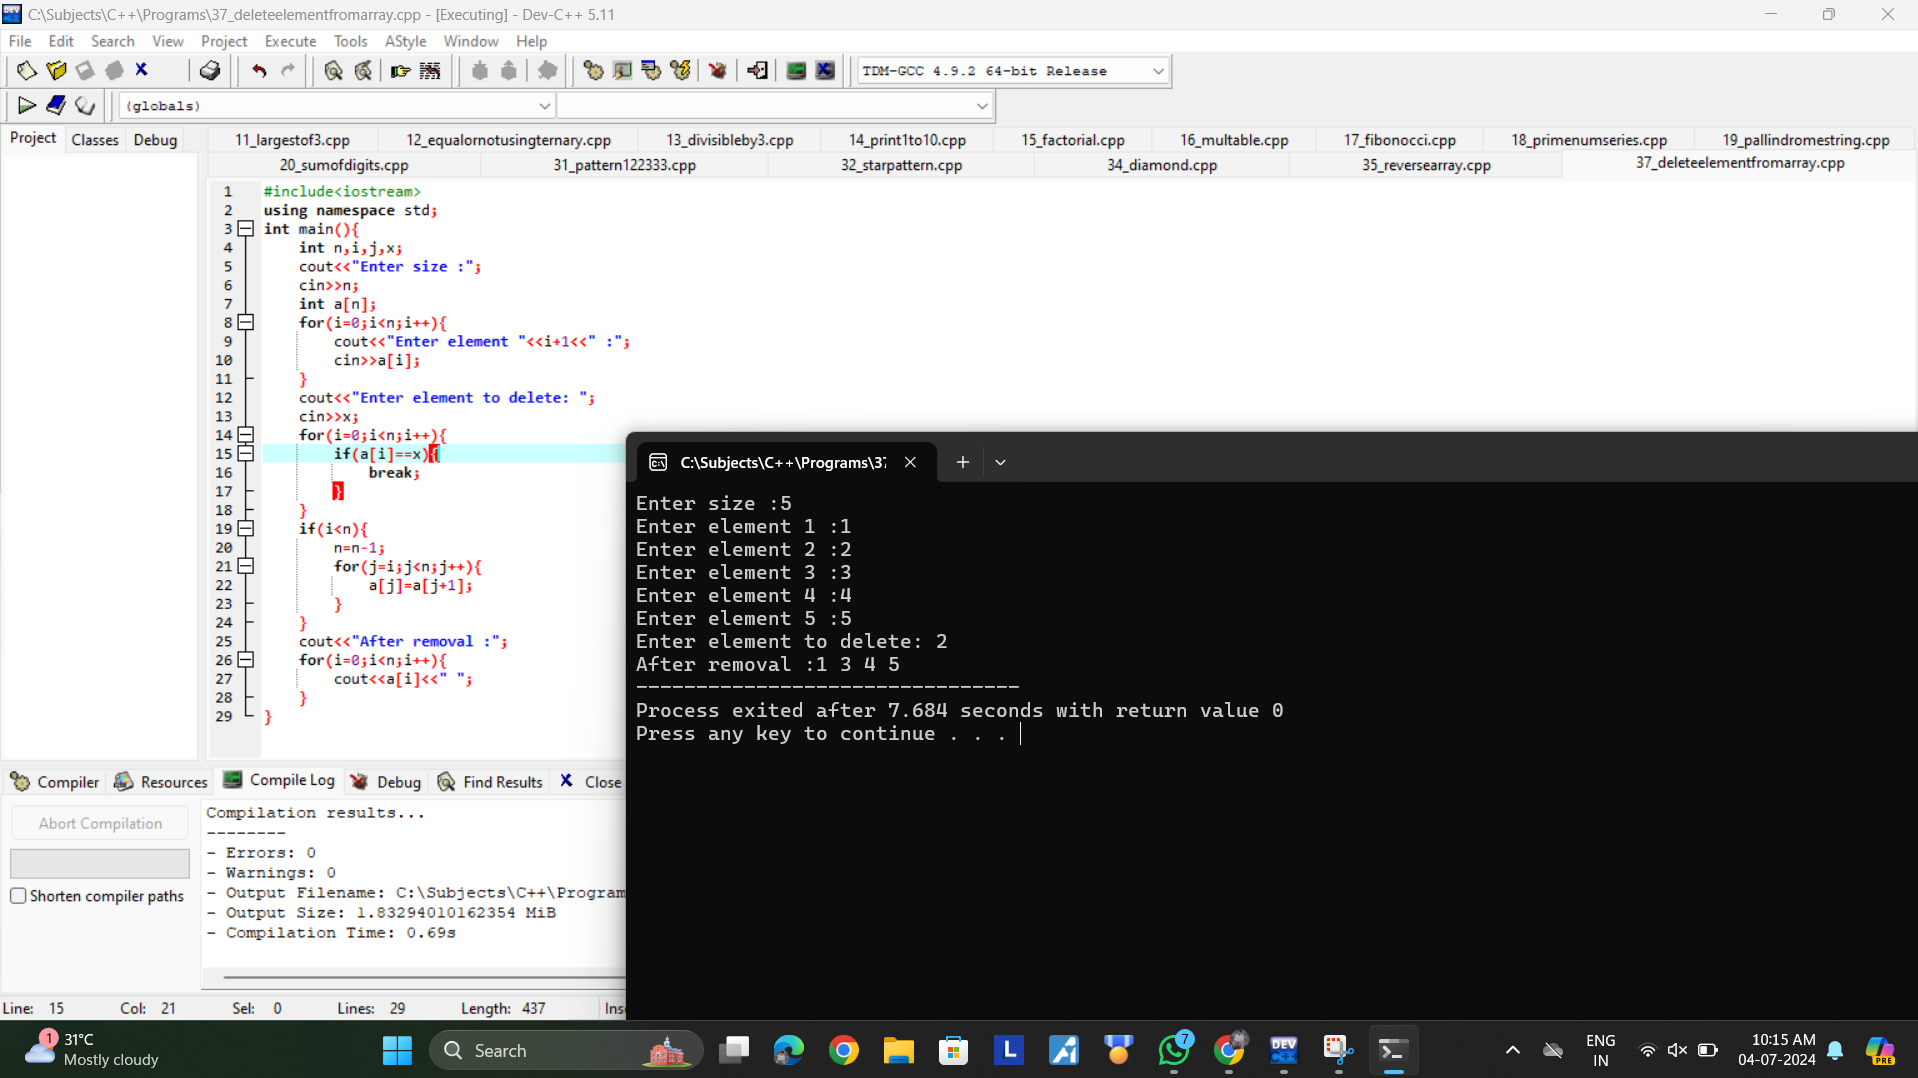 C:\Subjects\C++\Programs\37_deleteelementfromarray.cpp - [Executing] - Dev-C++ 5.11
File Edit Search View Project Execute Tools AStyle Window Help
TDM-GCC 4.9.2 64-bit Release
(globals)
Project Classes Debug
11_largestof3.cpp 12_equalornotusingternary.cpp 13_divisibleby3.cpp 14_print1to10.cpp 15_factorial.cpp 16_multable.cpp 17_fibonocci.cpp 18_primenumseries.cpp 19_pallindromestring.cpp
20_sumofdigits.cpp 31_pattern122333.cpp 32_starpattern.cpp 34_diamond.cpp 35_reversearray.cpp 37_deleteelementfromarray.cpp
1 #include<iostream>
2 using namespace std;
3 int main(){
4 int n,i,j,x;
5 cout<<"Enter size :";
6 cin>>n;
7 int a[n];
8 for(i=0;i<n;i++){
9 cout<<"Enter element "<<i+1<<" :";
10 cin>>a[i];
11 }
12 cout<<"Enter element to delete: ";
13 cin>>x;
14 for(i=0;i<n;i++){
15 if(a[i]==x){
16 break;
17 }
18 }
19 if(i<n){
20 n=n-1;
21 for(j=i;j<n;j++){
22 a[j]=a[j+1];
23 }
24 }
25 cout<<"After removal :";
26 for(i=0;i<n;i++){
27 cout<<a[i]<<" ";
28 }
29 }
C:\Subjects\C++\Programs\37
Enter size :5
Enter element 1 :1
Enter element 2 :2
Enter element 3 :3
Enter element 4 :4
Enter element 5 :5
Enter element to delete: 2
After removal :1 3 4 5
--------------------------------
Process exited after 7.684 seconds with return value 0
Press any key to continue . . .
Compiler Resources Compile Log Debug Find Results Close
Abort Compilation
Shorten compiler paths
Compilation results...
--------
- Errors: 0
- Warnings: 0
- Output Filename: C:\Subjects\C++\Program
- Output Size: 1.83294010162354 MiB
- Compilation Time: 0.69s
Line: 15 Col: 21 Sel: 0 Lines: 29 Length: 437 Inse
1
31°C
Mostly cloudy
Search
L
7
DEV
ENG
IN
10:15 AM
04-07-2024
PRE